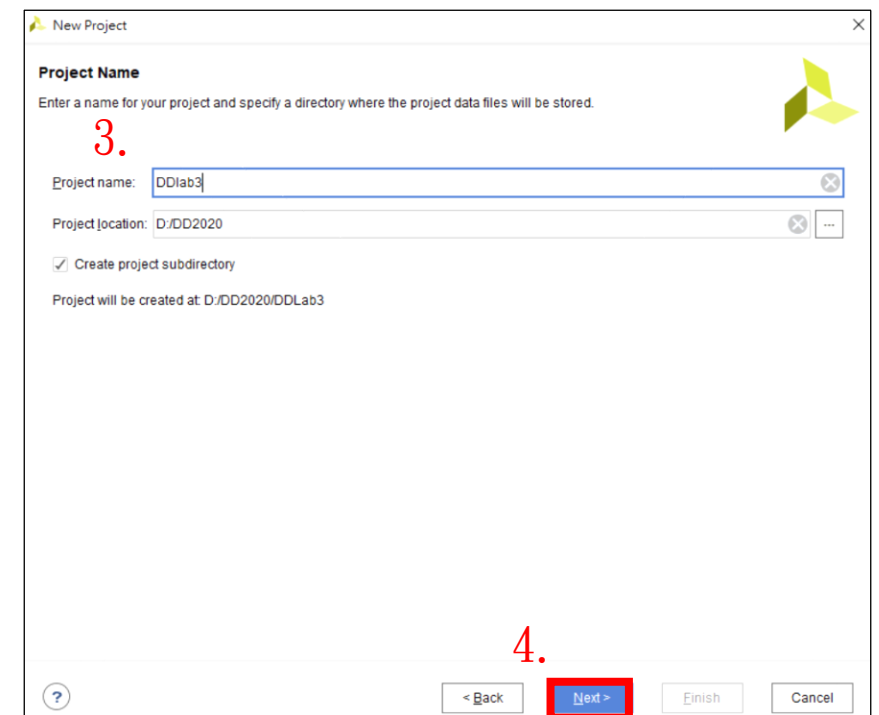 New Project
Project Name
Enter a name for your project and specify a directory where the project data files will be stored.
3.
Project name: DDlab3
Project location: D:/DD2020 ...
Create project subdirectory
Project will be created at: D:/DD2020/DDLab3
4.
? < Back Next > Finish Cancel